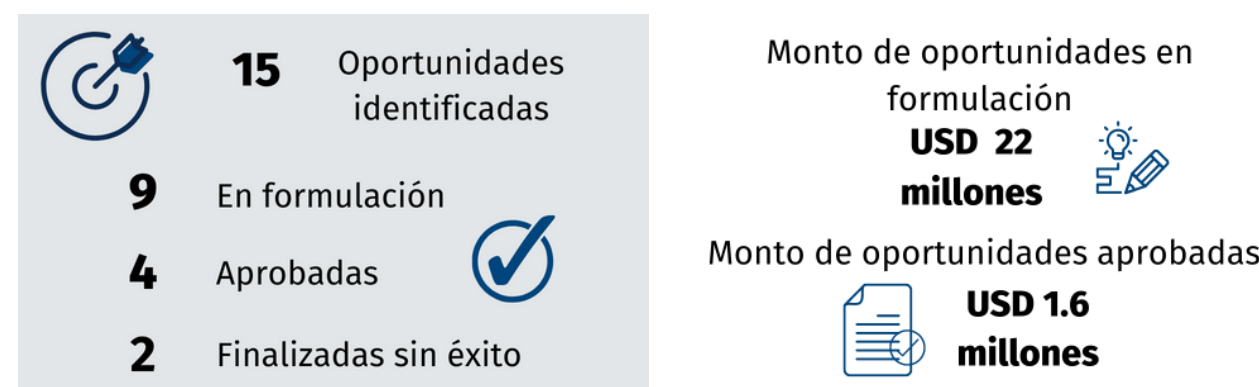 15 Oportunidades
identificadas
9 En formulación
4 Aprobadas
2 Finalizadas sin éxito
Monto de oportunidades en
formulación
USD 22
millones
Monto de oportunidades aprobadas
USD 1.6
millones